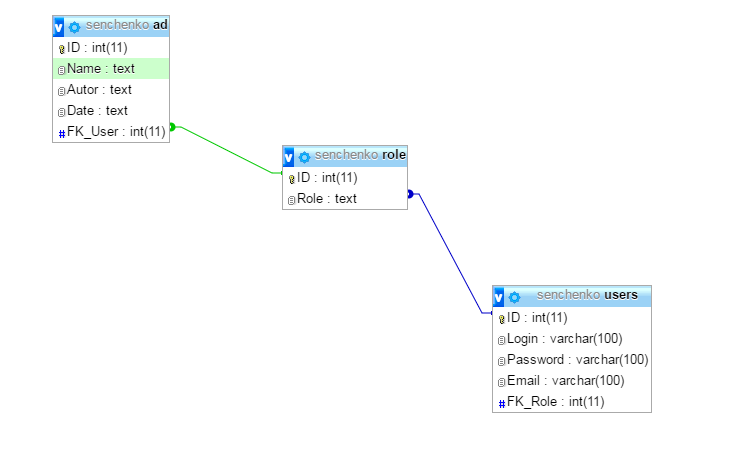 senchenko ad
ID : int(11)
Name : text
Autor : text
Date : text
FK_User : int(11)
senchenko role
ID : int(11)
Role : text
senchenko users
ID : int(11)
Login : varchar(100)
Password : varchar(100)
Email : varchar(100)
FK_Role : int(11)